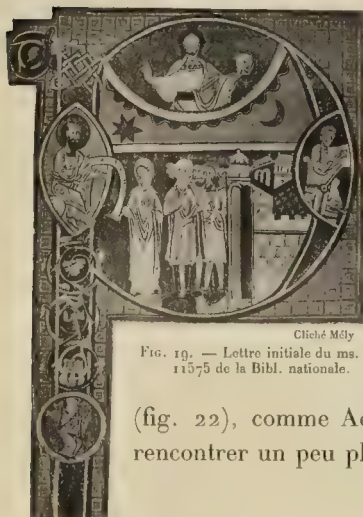 Cliché Mély
FIG. 19. — Lettre initiale du ms.
11575 de la Bibl. nationale.
(fig. 22), comme Ad
rencontrer un peu pl